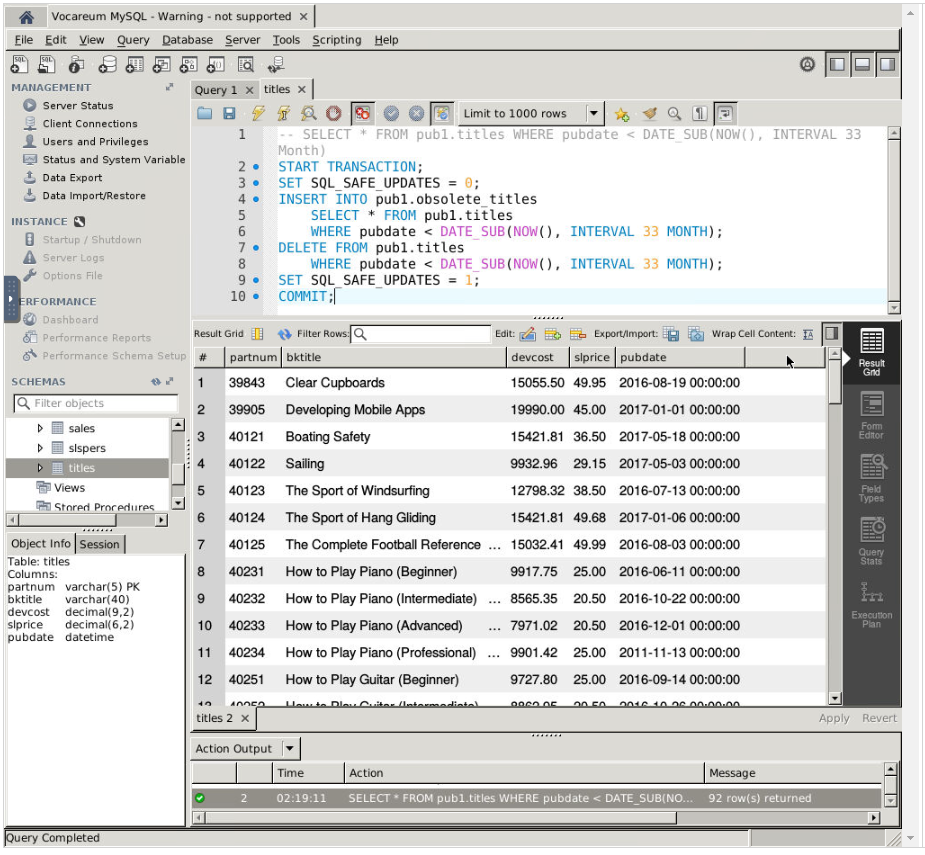 Vocareum MySQL - Warning - not supported ×
File Edit View Query Database Server Tools Scripting Help
MANAGEMENT
Server Status
Client Connections
Users and Privileges
Status and System Variable
Data Export
Data Import/Restore
INSTANCE
Startup / Shutdown
Server Logs
Options File
ERFORMANCE
Dashboard
Performance Reports
Performance Schema Setup
SCHEMAS
Filter objects
sales
slspers
titles
Views
Stored Procedures
Object Info Session
Table: titles
Columns:
partnum varchar(5) PK
bktitle varchar(40)
devcost decimal(9,2)
slprice decimal(6,2)
pubdate datetime
Query 1 × titles ×
Limit to 1000 rows
1 -- SELECT * FROM pub1.titles WHERE pubdate < DATE_SUB(NOW(), INTERVAL 33
Month)
2 START TRANSACTION;
3 SET SQL_SAFE_UPDATES = 0;
4 INSERT INTO pub1.obsolete_titles
5 SELECT * FROM pub1.titles
6 WHERE pubdate < DATE_SUB(NOW(), INTERVAL 33 MONTH);
7 DELETE FROM pub1.titles
8 WHERE pubdate < DATE_SUB(NOW(), INTERVAL 33 MONTH);
9 SET SQL_SAFE_UPDATES = 1;
10 COMMIT;
Result Grid Filter Rows: Edit: Export/Import: Wrap Cell Content: IA
# partnum bktitle devcost slprice pubdate
1 39843 Clear Cupboards 15055.50 49.95 2016-08-19 00:00:00
2 39905 Developing Mobile Apps 19990.00 45.00 2017-01-01 00:00:00
3 40121 Boating Safety 15421.81 36.50 2017-05-18 00:00:00
4 40122 Sailing 9932.96 29.15 2017-05-03 00:00:00
5 40123 The Sport of Windsurfing 12798.32 38.50 2016-07-13 00:00:00
6 40124 The Sport of Hang Gliding 15421.81 49.68 2017-01-06 00:00:00
7 40125 The Complete Football Reference ... 15032.41 49.99 2016-08-03 00:00:00
8 40231 How to Play Piano (Beginner) 9917.75 25.00 2016-06-11 00:00:00
9 40232 How to Play Piano (Intermediate) ... 8565.35 20.50 2016-10-22 00:00:00
10 40233 How to Play Piano (Advanced) ... 7971.02 20.50 2016-12-01 00:00:00
11 40234 How to Play Piano (Professional) ... 9901.42 25.00 2011-11-13 00:00:00
12 40251 How to Play Guitar (Beginner) 9727.80 25.00 2016-09-14 00:00:00
Result
Grid
Form
Editor
Field
Types
Query
Stats
Execution
Plan
titles 2 × Apply Revert
Action Output
Time Action Message
2 02:19:11 SELECT * FROM pub1.titles WHERE pubdate < DATE_SUB(NO... 92 row(s) returned
Query Completed